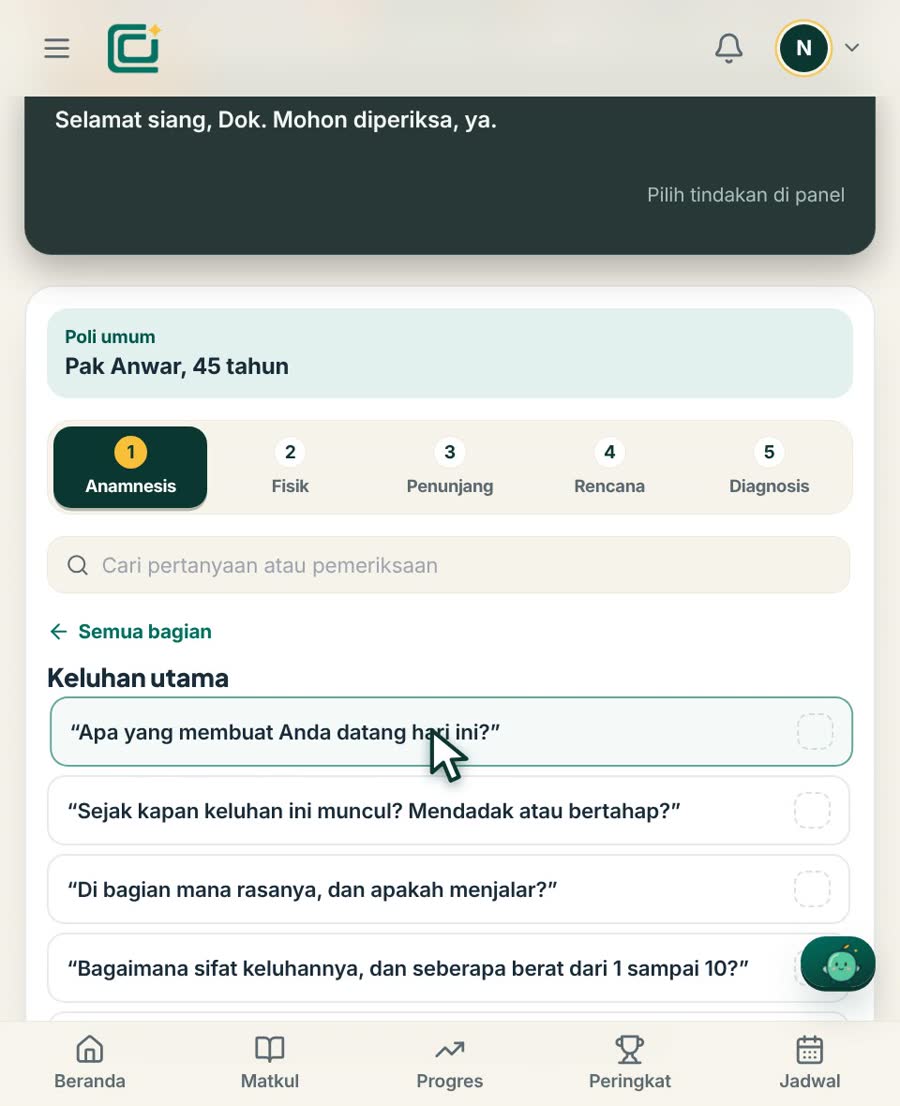 N
Selamat siang, Dok. Mohon diperiksa, ya.
Pilih tindakan di panel
Poli umum
Pak Anwar, 45 tahun
1
Anamnesis
2
Fisik
3
Penunjang
4
Rencana
5
Diagnosis
Cari pertanyaan atau pemeriksaan
← Semua bagian
Keluhan utama
“Apa yang membuat Anda datang hari ini?”
“Sejak kapan keluhan ini muncul? Mendadak atau bertahap?”
“Di bagian mana rasanya, dan apakah menjalar?”
“Bagaimana sifat keluhannya, dan seberapa berat dari 1 sampai 10?”
Beranda
Matkul
Progres
Peringkat
Jadwal